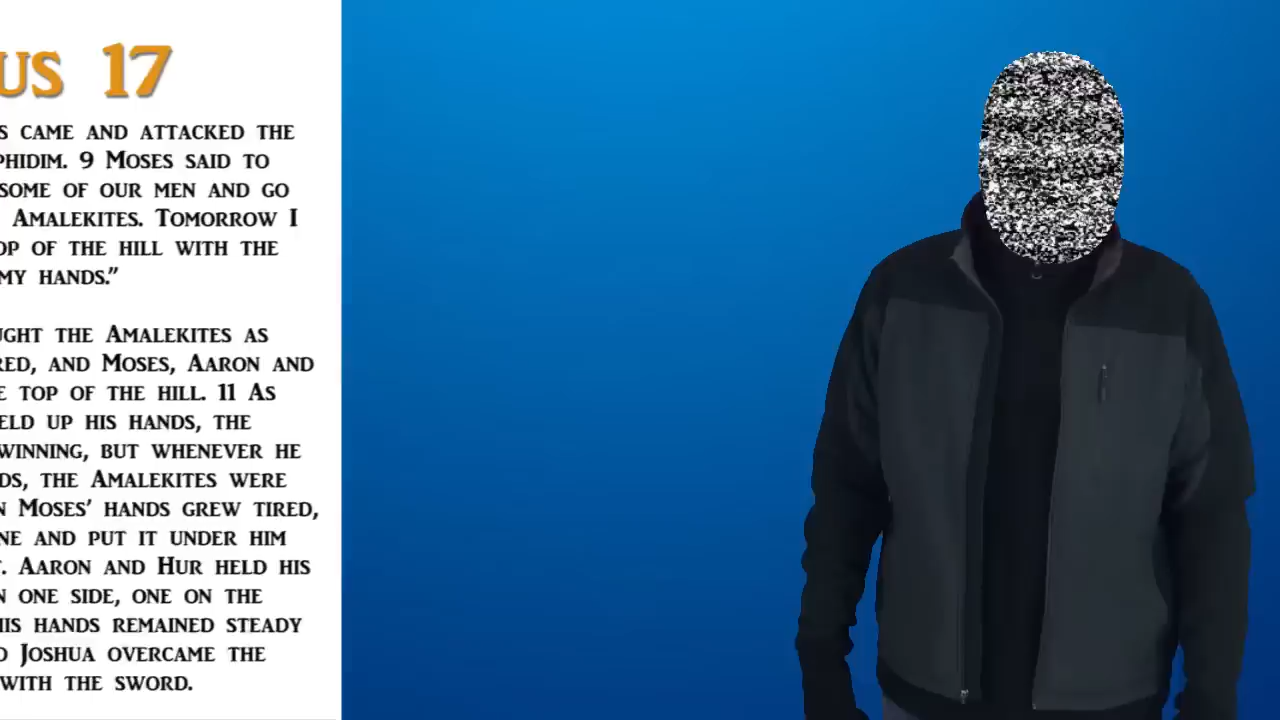 US 17
S CAME AND ATTACKED THE
PHIDIM. 9 MOSES SAID TO
SOME OF OUR MEN AND GO
AMALEKITES. TOMORROW I
OP OF THE HILL WITH THE
MY HANDS.”
UGHT THE AMALEKITES AS
RED, AND MOSES, AARON AND
E TOP OF THE HILL. 11 AS
ELD UP HIS HANDS, THE
WINNING, BUT WHENEVER HE
DS, THE AMALEKITES WERE
N MOSES’ HANDS GREW TIRED,
NE AND PUT IT UNDER HIM
. AARON AND HUR HELD HIS
N ONE SIDE, ONE ON THE
HIS HANDS REMAINED STEADY
O JOSHUA OVERCAME THE
WITH THE SWORD.